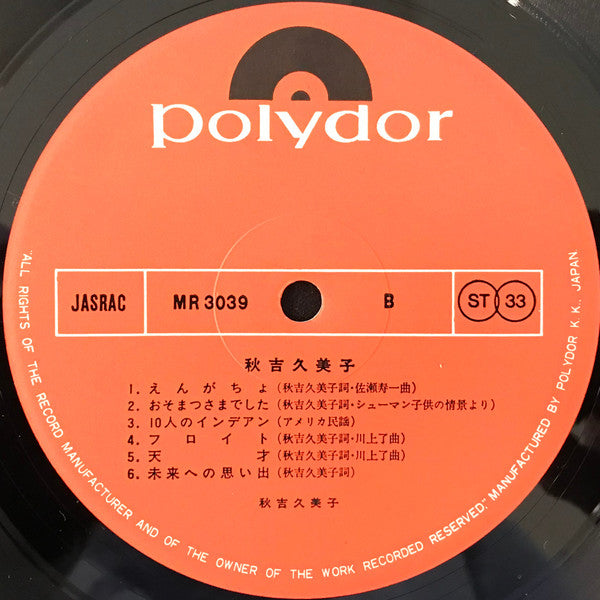 polydor
JASRAC MR 3039 B ST 33
秋吉久美子
1. えんがちょ (秋吉久美子詞・佐瀬寿一曲)
2. おそまつさまでした (秋吉久美子詞・シューマン子供の情景より)
3. 10人のインデアン (アメリカ民謡)
4. フロイト (秋吉久美子詞・川上了曲)
5. 天才 (秋吉久美子詞・川上了曲)
6. 未来への思い出 (秋吉久美子詞)
秋吉久美子
"ALL RIGHTS OF THE RECORD MANUFACTURER AND OF THE OWNER OF THE WORK RECORDED RESERVED." MANUFACTURED BY POLYDOR K.K., JAPAN